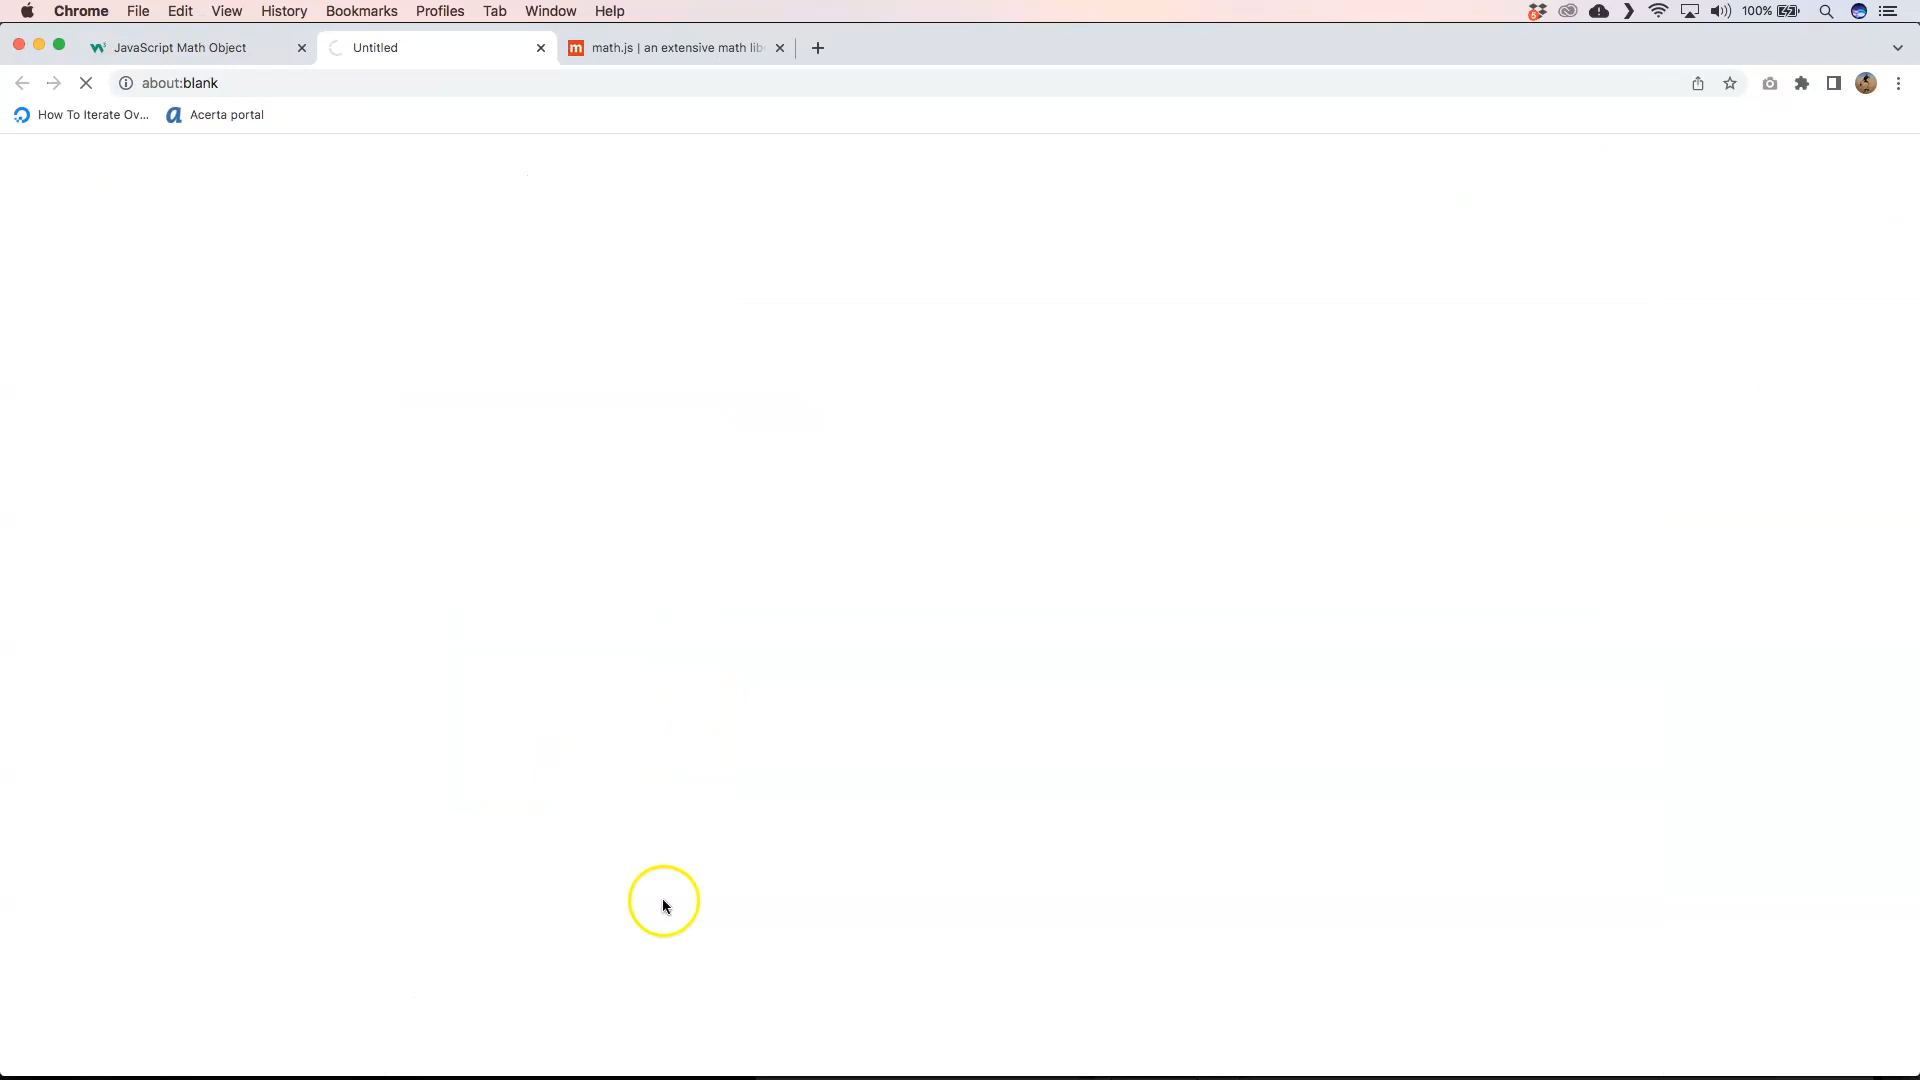 Chrome File Edit View History Bookmarks Profiles Tab Window Help 100%
JavaScript Math Object Untitled m math.js | an extensive math lib
about:blank
How To Iterate Ov... a Acerta portal